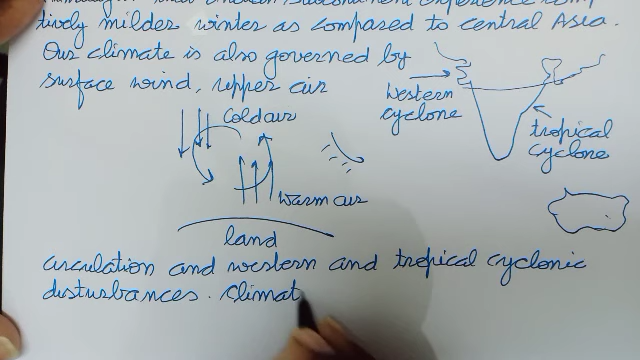 tively milder winter as compared to central Asia.
Our climate is also governed by
surface wind, upper air
Western
cyclone
tropical
cyclone
Cold air
Warm air
land
circulation and western and tropical cyclonic
disturbances. Climat